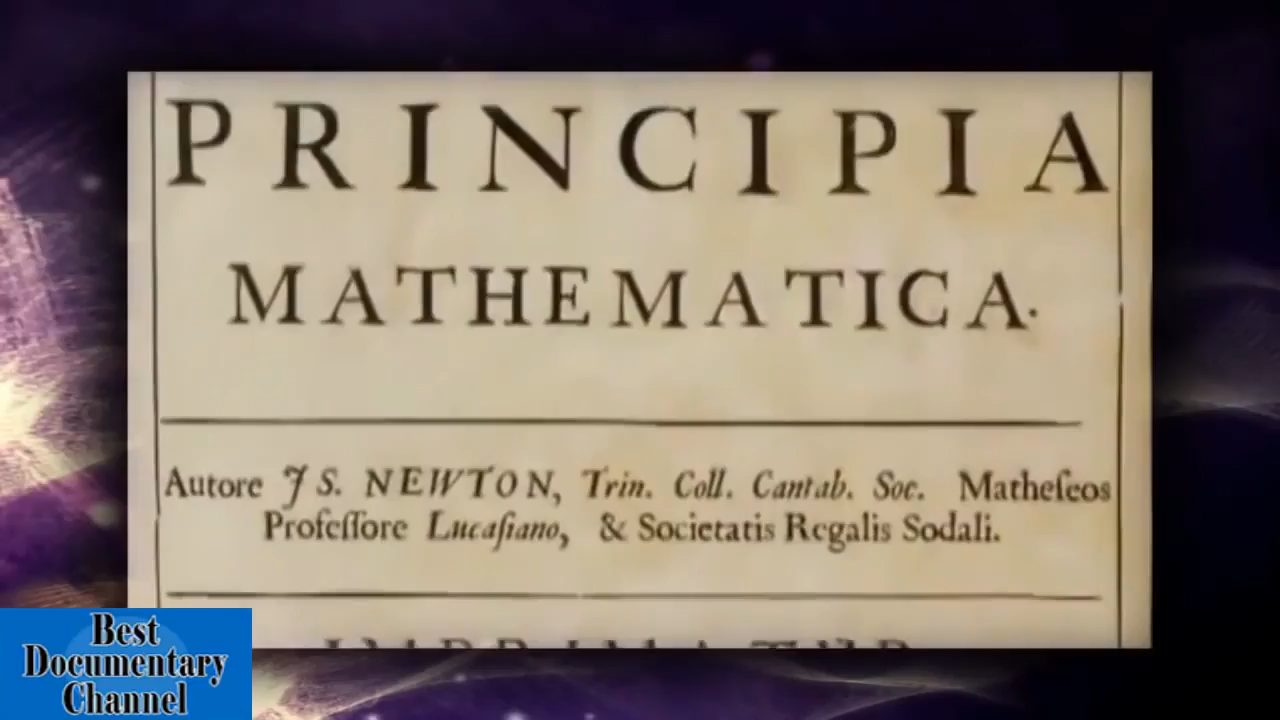 PRINCIPIA
MATHEMATICA.
Autore JS. NEWTON, Trin. Coll. Cantab. Soc. Matheſeos
Profeſſore Lucaſiano, & Societatis Regalis Sodali.
Best
Documentary
Channel